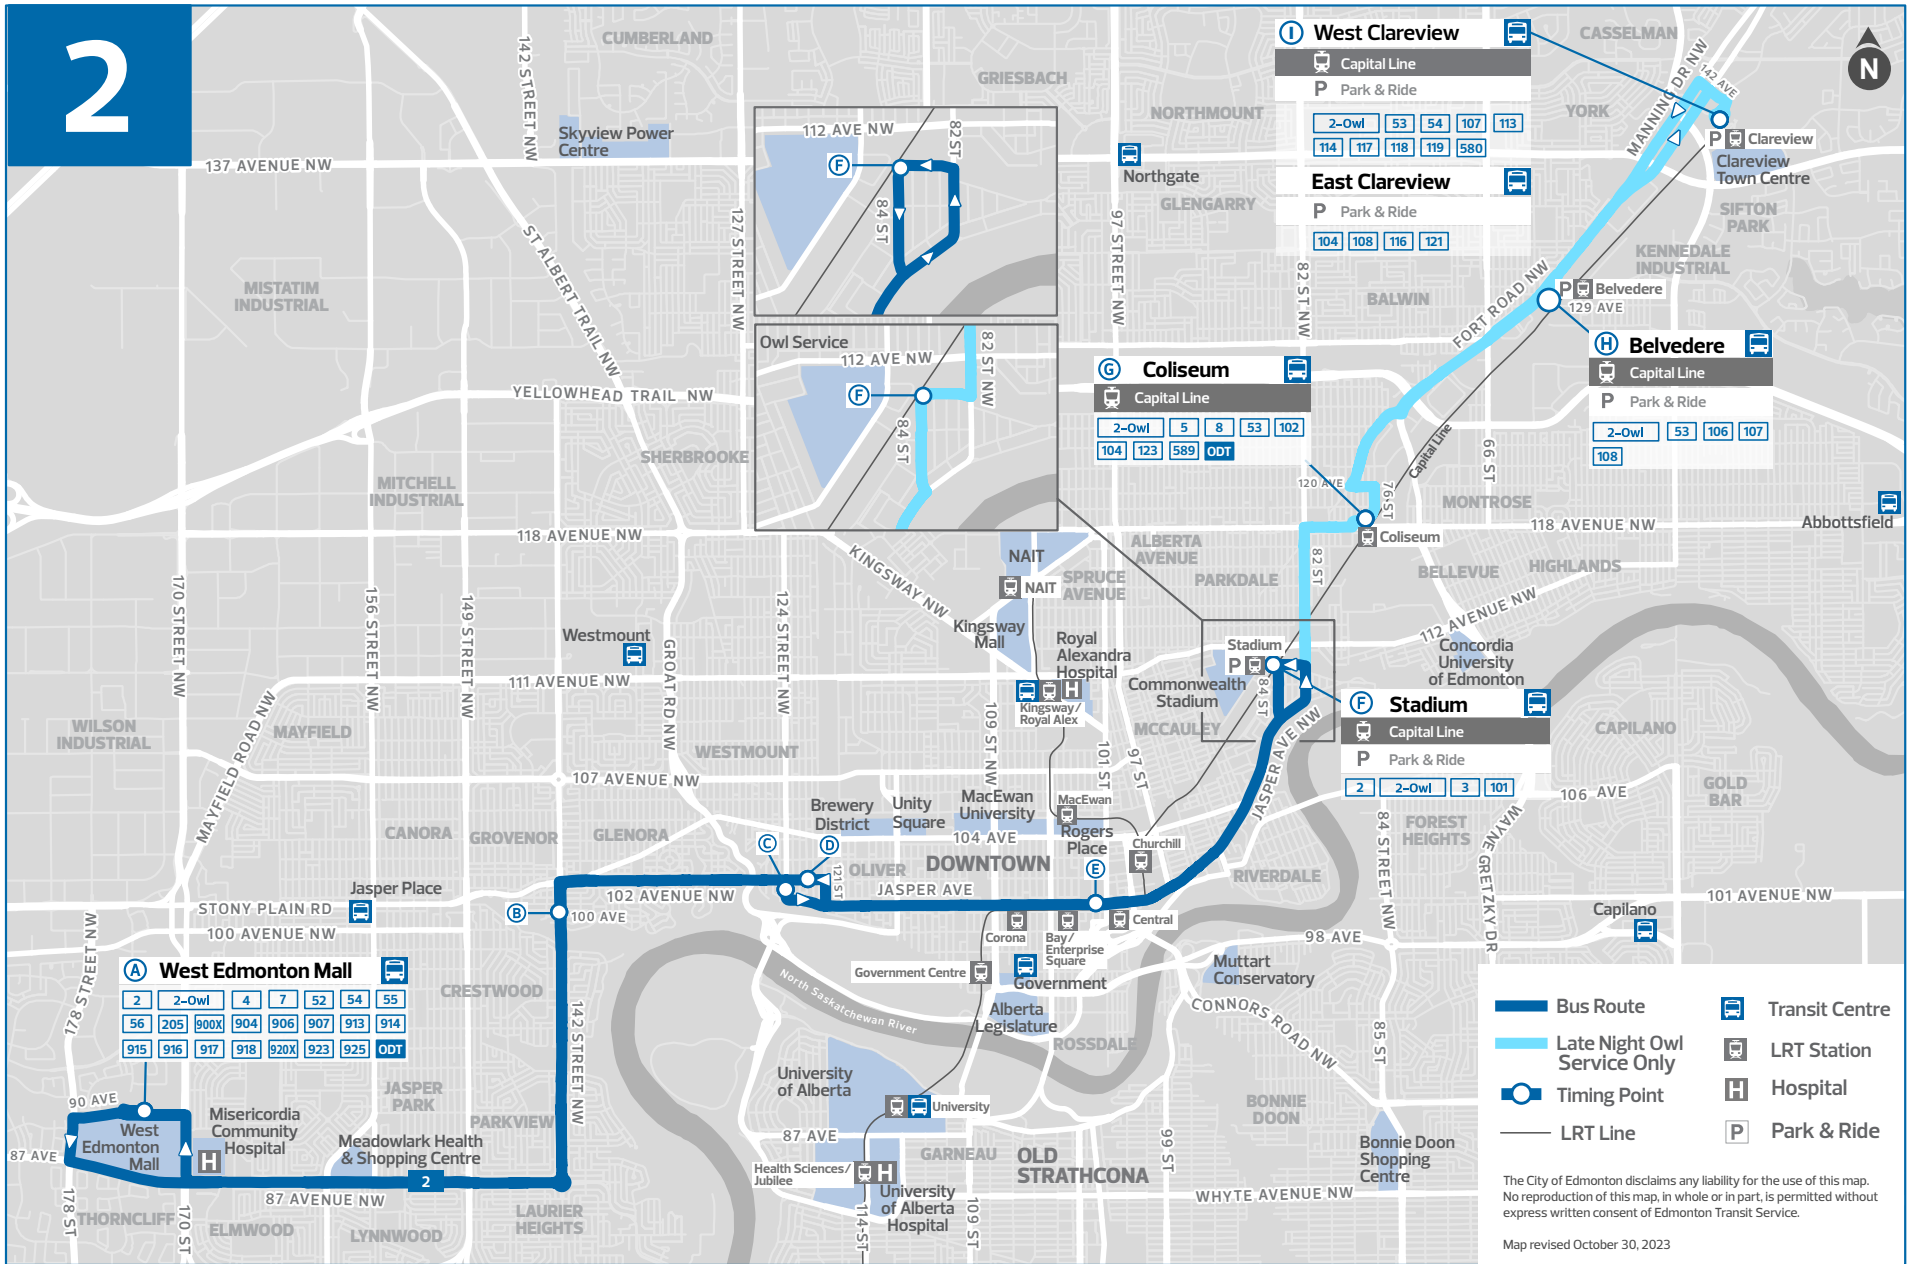 2
142 STREET NW
CUMBERLAND
GRIESBACH
NORTHMOUNT
CASSELMAN
YORK
MANNING DR NW
142 AVE
N
Skyview Power
Centre
137 AVENUE NW
127 STREET NW
ST ALBERT TRAIL NW
MISTATIM
INDUSTRIAL
112 AVE NW
82 ST
F
84 ST
Owl Service
112 AVE NW
82 ST NW
F
84 ST
Northgate
GLENGARRY
97 STREET NW
82 ST NW
I
West Clareview
Capital Line
P Park & Ride
2-Owl 53 54 107 113
114 117 118 119 580
East Clareview
P Park & Ride
104 108 116 121
P Clareview
Clareview
Town Centre
SIFTON
PARK
KENNEDALE
INDUSTRIAL
BALWIN
FORT ROAD NW
P Belvedere
129 AVE
H Belvedere
Capital Line
P Park & Ride
2-Owl 53 106 107
108
G Coliseum
Capital Line
2-Owl 5 8 53 102
104 123 589 ODT
YELLOWHEAD TRAIL NW
SHERBROOKE
MITCHELL
INDUSTRIAL
Capital Line
66 ST
120 AVE
76 ST
MONTROSE
118 AVENUE NW
118 AVENUE NW
Abbottsfield
Coliseum
82 ST
BELLEVUE
HIGHLANDS
112 AVENUE NW
ALBERTA
AVENUE
PARKDALE
NAIT
NAIT
SPRUCE
AVENUE
KINGSWAY NW
Kingsway
Mall
Royal
Alexandra
Hospital
H
Kingsway/
Royal Alex
170 STREET NW
156 STREET NW
149 STREET NW
124 STREET NW
GROAT RD NW
Westmount
111 AVENUE NW
Stadium
P
84 ST
Commonwealth
Stadium
MCCAULEY
Concordia
University
of Edmonton
F Stadium
Capital Line
P Park & Ride
2 2-Owl 3 101
CAPILANO
GOLD
BAR
106 AVE
FOREST
HEIGHTS
WAYNE GRETZKY DR
84 STREET NW
WILSON
INDUSTRIAL
MAYFIELD
MAYFIELD ROAD NW
WESTMOUNT
107 AVENUE NW
109 ST NW
101 ST
97 ST
JASPER AVE NW
Brewery
District
Unity
Square
MacEwan
University
MacEwan
Rogers
Place
Churchill
104 AVE
CANORA
GROVENOR
GLENORA
C
D
121 ST
OLIVER
DOWNTOWN
E
JASPER AVE
RIVERDALE
102 AVENUE NW
Jasper Place
STONY PLAIN RD
100 AVENUE NW
B
100 AVE
101 AVENUE NW
Capilano
98 AVE
Corona
Bay/
Enterprise
Square
Central
Government Centre
Government
Alberta
Legislature
Muttart
Conservatory
CONNORS ROAD NW
North Saskatchewan River
ROSSDALE
85 ST
178 STREET NW
A West Edmonton Mall
2 2-Owl 4 7 52 54 55
56 205 900X 904 906 907 913 914
915 916 917 918 920X 923 925 ODT
CRESTWOOD
142 STREET NW
JASPER
PARK
PARKVIEW
90 AVE
West
Edmonton
Mall
87 AVE
Misericordia
Community
Hospital
H
Meadowlark Health
& Shopping Centre
2
87 AVENUE NW
178 ST
THORNCLIFF
170 ST
ELMWOOD
LYNNWOOD
LAURIER
HEIGHTS
University
of Alberta
University
87 AVE
GARNEAU
Health Sciences/
Jubilee
H
University
of Alberta
Hospital
114 ST
109 ST
OLD
STRATHCONA
99 ST
BONNIE
DOON
Bonnie Doon
Shopping
Centre
WHYTE AVENUE NW
Bus Route
Late Night Owl
Service Only
Timing Point
LRT Line
Transit Centre
LRT Station
H Hospital
P Park & Ride
The City of Edmonton disclaims any liability for the use of this map.
No reproduction of this map, in whole or in part, is permitted without
express written consent of Edmonton Transit Service.
Map revised October 30, 2023